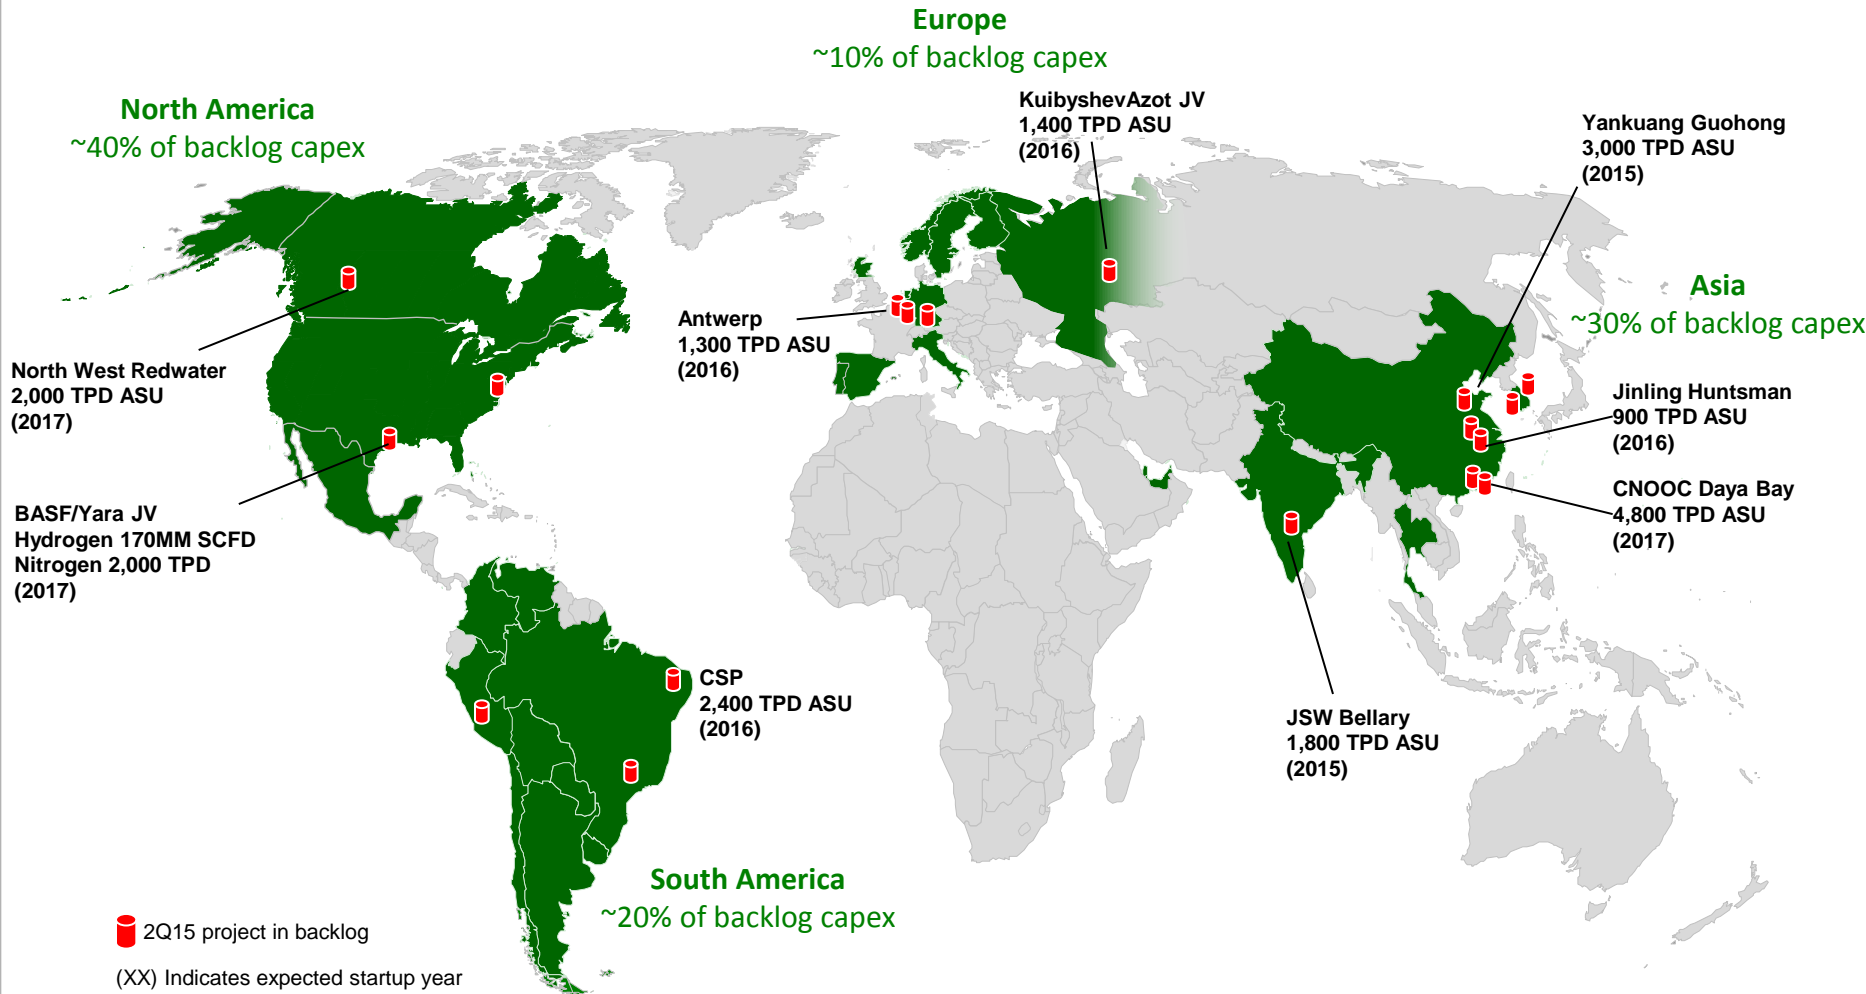 Europe
~10% of backlog capex
North America
~40% of backlog capex
KuibyshevAzot JV
1,400 TPD ASU
(2016)
Yankuang Guohong
3,000 TPD ASU
(2015)
Asia
~30% of backlog capex
Antwerp
1,300 TPD ASU
(2016)
North West Redwater
2,000 TPD ASU
(2017)
Jinling Huntsman
900 TPD ASU
(2016)
BASF/Yara JV
Hydrogen 170MM SCFD
Nitrogen 2,000 TPD
(2017)
CNOOC Daya Bay
4,800 TPD ASU
(2017)
CSP
2,400 TPD ASU
(2016)
JSW Bellary
1,800 TPD ASU
(2015)
South America
~20% of backlog capex
2Q15 project in backlog
(XX) Indicates expected startup year